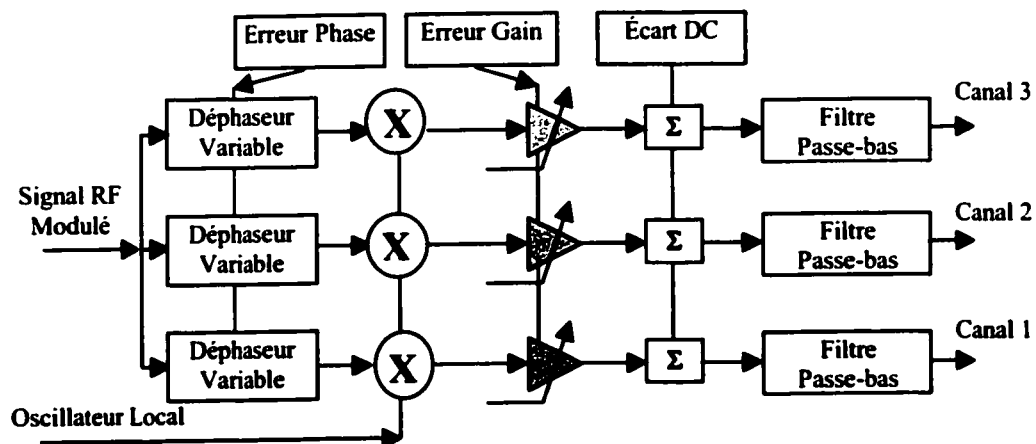 Erreur Phase
Erreur Gain
Écart DC
Déphaseur
Variable
X
Σ
Filtre
Passe-bas
Canal 3
Signal RF
Modulé
Déphaseur
Variable
X
Σ
Filtre
Passe-bas
Canal 2
Déphaseur
Variable
X
Σ
Filtre
Passe-bas
Canal 1
Oscillateur Local